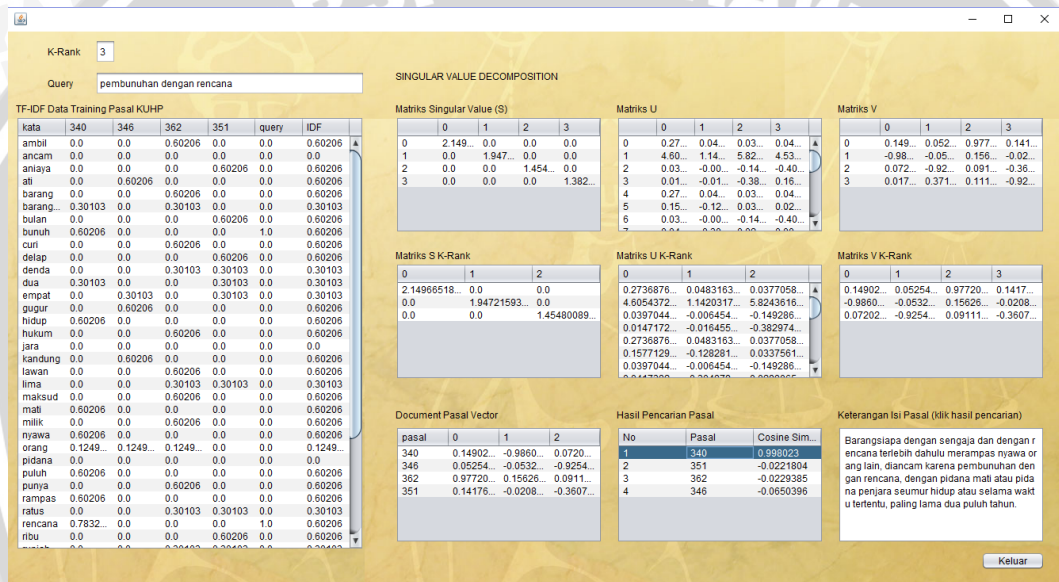 K-Rank 3
Query pembunuhan dengan rencana
TF-IDF Data Training Pasal KUHP
kata 340 346 362 351 query IDF
ambil 0.0 0.0 0.60206 0.0 0.0 0.60206
ancam 0.0 0.0 0.0 0.0 0.0 0.0
aniaya 0.0 0.0 0.0 0.60206 0.0 0.60206
ati 0.0 0.60206 0.0 0.0 0.0 0.60206
barang 0.0 0.0 0.60206 0.0 0.0 0.60206
barang... 0.30103 0.0 0.30103 0.0 0.0 0.30103
bulan 0.0 0.0 0.0 0.60206 0.0 0.60206
bunuh 0.60206 0.0 0.0 0.0 1.0 0.60206
curi 0.0 0.0 0.60206 0.0 0.0 0.60206
delap 0.0 0.0 0.0 0.60206 0.0 0.60206
denda 0.0 0.0 0.30103 0.30103 0.0 0.30103
dua 0.30103 0.0 0.0 0.30103 0.0 0.30103
empat 0.0 0.30103 0.0 0.30103 0.0 0.30103
gugur 0.0 0.60206 0.0 0.0 0.0 0.60206
hidup 0.60206 0.0 0.0 0.0 0.0 0.60206
hukum 0.0 0.0 0.60206 0.0 0.0 0.60206
jara 0.0 0.0 0.0 0.0 0.0 0.0
kandung 0.0 0.60206 0.0 0.0 0.0 0.60206
lawan 0.0 0.0 0.60206 0.0 0.0 0.60206
lima 0.0 0.0 0.30103 0.30103 0.0 0.30103
maksud 0.0 0.0 0.60206 0.0 0.0 0.60206
mati 0.60206 0.0 0.0 0.0 0.0 0.60206
milik 0.0 0.0 0.60206 0.0 0.0 0.60206
nyawa 0.60206 0.0 0.0 0.0 0.0 0.60206
orang 0.1249... 0.1249... 0.1249... 0.0 0.0 0.1249...
pidana 0.0 0.0 0.0 0.0 0.0 0.0
puluh 0.60206 0.0 0.0 0.0 0.0 0.60206
punya 0.0 0.0 0.60206 0.0 0.0 0.60206
rampas 0.60206 0.0 0.0 0.0 0.0 0.60206
ratus 0.0 0.0 0.30103 0.30103 0.0 0.30103
rencana 0.7832... 0.0 0.0 0.0 1.0 0.60206
ribu 0.0 0.0 0.0 0.60206 0.0 0.60206
SINGULAR VALUE DECOMPOSITION
Matriks Singular Value (S)
0 1 2 3
0 2.149... 0.0 0.0 0.0
1 0.0 1.947... 0.0 0.0
2 0.0 0.0 1.454... 0.0
3 0.0 0.0 0.0 1.382...
Matriks U
0 1 2 3
0 0.27... 0.04... 0.03... 0.04...
1 4.60... 1.14... 5.82... 4.53...
2 0.03... -0.00... -0.14... -0.40...
3 0.01... -0.01... -0.38... 0.16...
4 0.27... 0.04... 0.03... 0.04...
5 0.15... -0.12... 0.03... 0.02...
6 0.03... -0.00... -0.14... -0.40...
Matriks V
0 1 2 3
0 0.149... 0.052... 0.977... 0.141...
1 -0.98... -0.05... 0.156... -0.02...
2 0.072... -0.92... 0.091... -0.36...
3 0.017... 0.371... 0.111... -0.92...
Matriks S K-Rank
0 1 2
2.14966518... 0.0 0.0
0.0 1.94721593... 0.0
0.0 0.0 1.45480089...
Matriks U K-Rank
0 1 2
0.2736876... 0.0483163... 0.0377058...
4.6054372... 1.1420317... 5.8243616...
0.0397044... -0.006454... -0.149286...
0.0147172... -0.016455... -0.382974...
0.2736876... 0.0483163... 0.0377058...
0.1577129... -0.128281... 0.0337561...
0.0397044... -0.006454... -0.149286...
Matriks V K-Rank
0 1 2 3
0.14902... 0.05254... 0.97720... 0.1417...
-0.9860... -0.0532... 0.15626... -0.0208...
0.07202... -0.9254... 0.09111... -0.3607...
Document Pasal Vector
pasal 0 1 2
340 0.14902... -0.9860... 0.0720...
346 0.05254... -0.0532... -0.9254...
362 0.97720... 0.15626... 0.0911...
351 0.14176... -0.0208... -0.3607...
Hasil Pencarian Pasal
No Pasal Cosine Sim...
1 340 0.998023
2 351 -0.0221804
3 362 -0.0229385
4 346 -0.0650396
Keterangan Isi Pasal (klik hasil pencarian)
Barangsiapa dengan sengaja dan dengan r
encana terlebih dahulu merampas nyawa or
ang lain, diancam karena pembunuhan den
gan rencana, dengan pidana mati atau pida
na penjara seumur hidup atau selama wakt
u tertentu, paling lama dua puluh tahun.
Keluar